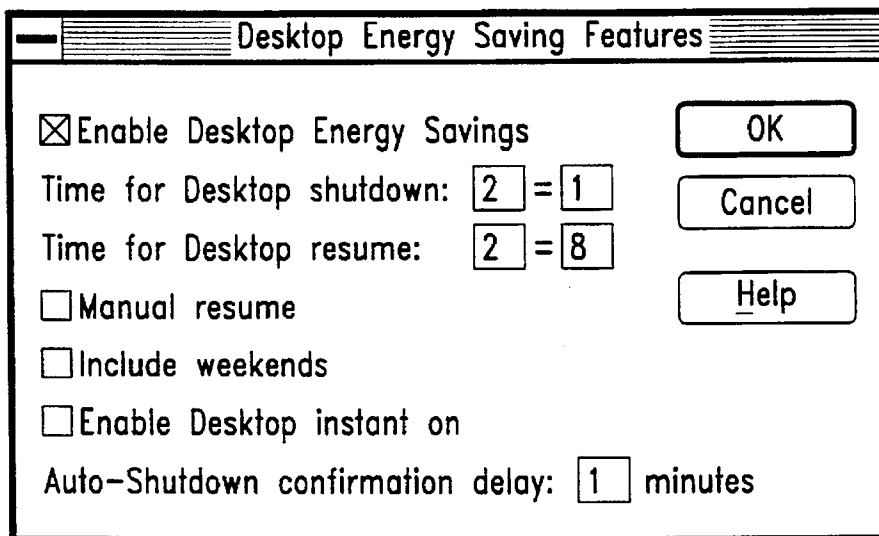 Desktop Energy Saving Features
Enable Desktop Energy Savings
OK
Time for Desktop shutdown: 2 = 1
Cancel
Time for Desktop resume: 2 = 8
Help
Manual resume
Include weekends
Enable Desktop instant on
Auto-Shutdown confirmation delay: 1 minutes